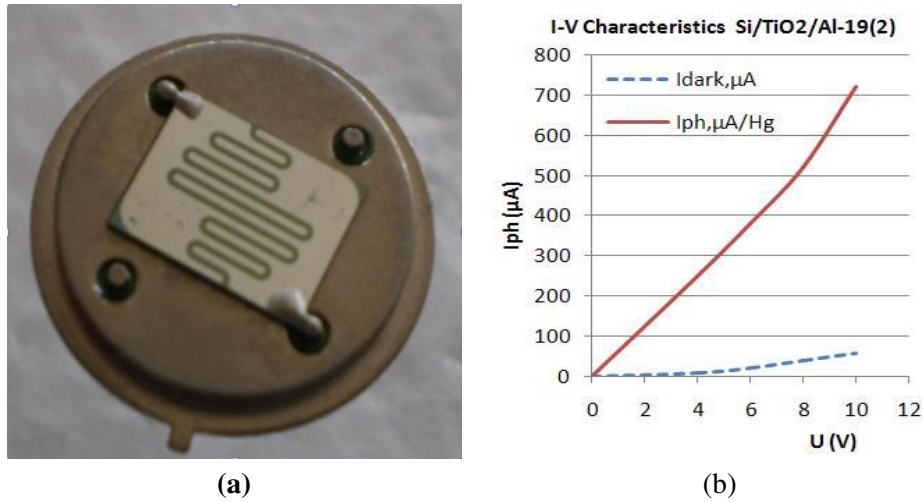 I-V Characteristics Si/TiO2/Al-19(2)
800
700
600
500
400
300
200
100
0
Iph (µA)
Idark,µA
Iph,µA/Hg
0 2 4 6 8 10 12
U (V)
(a) (b)